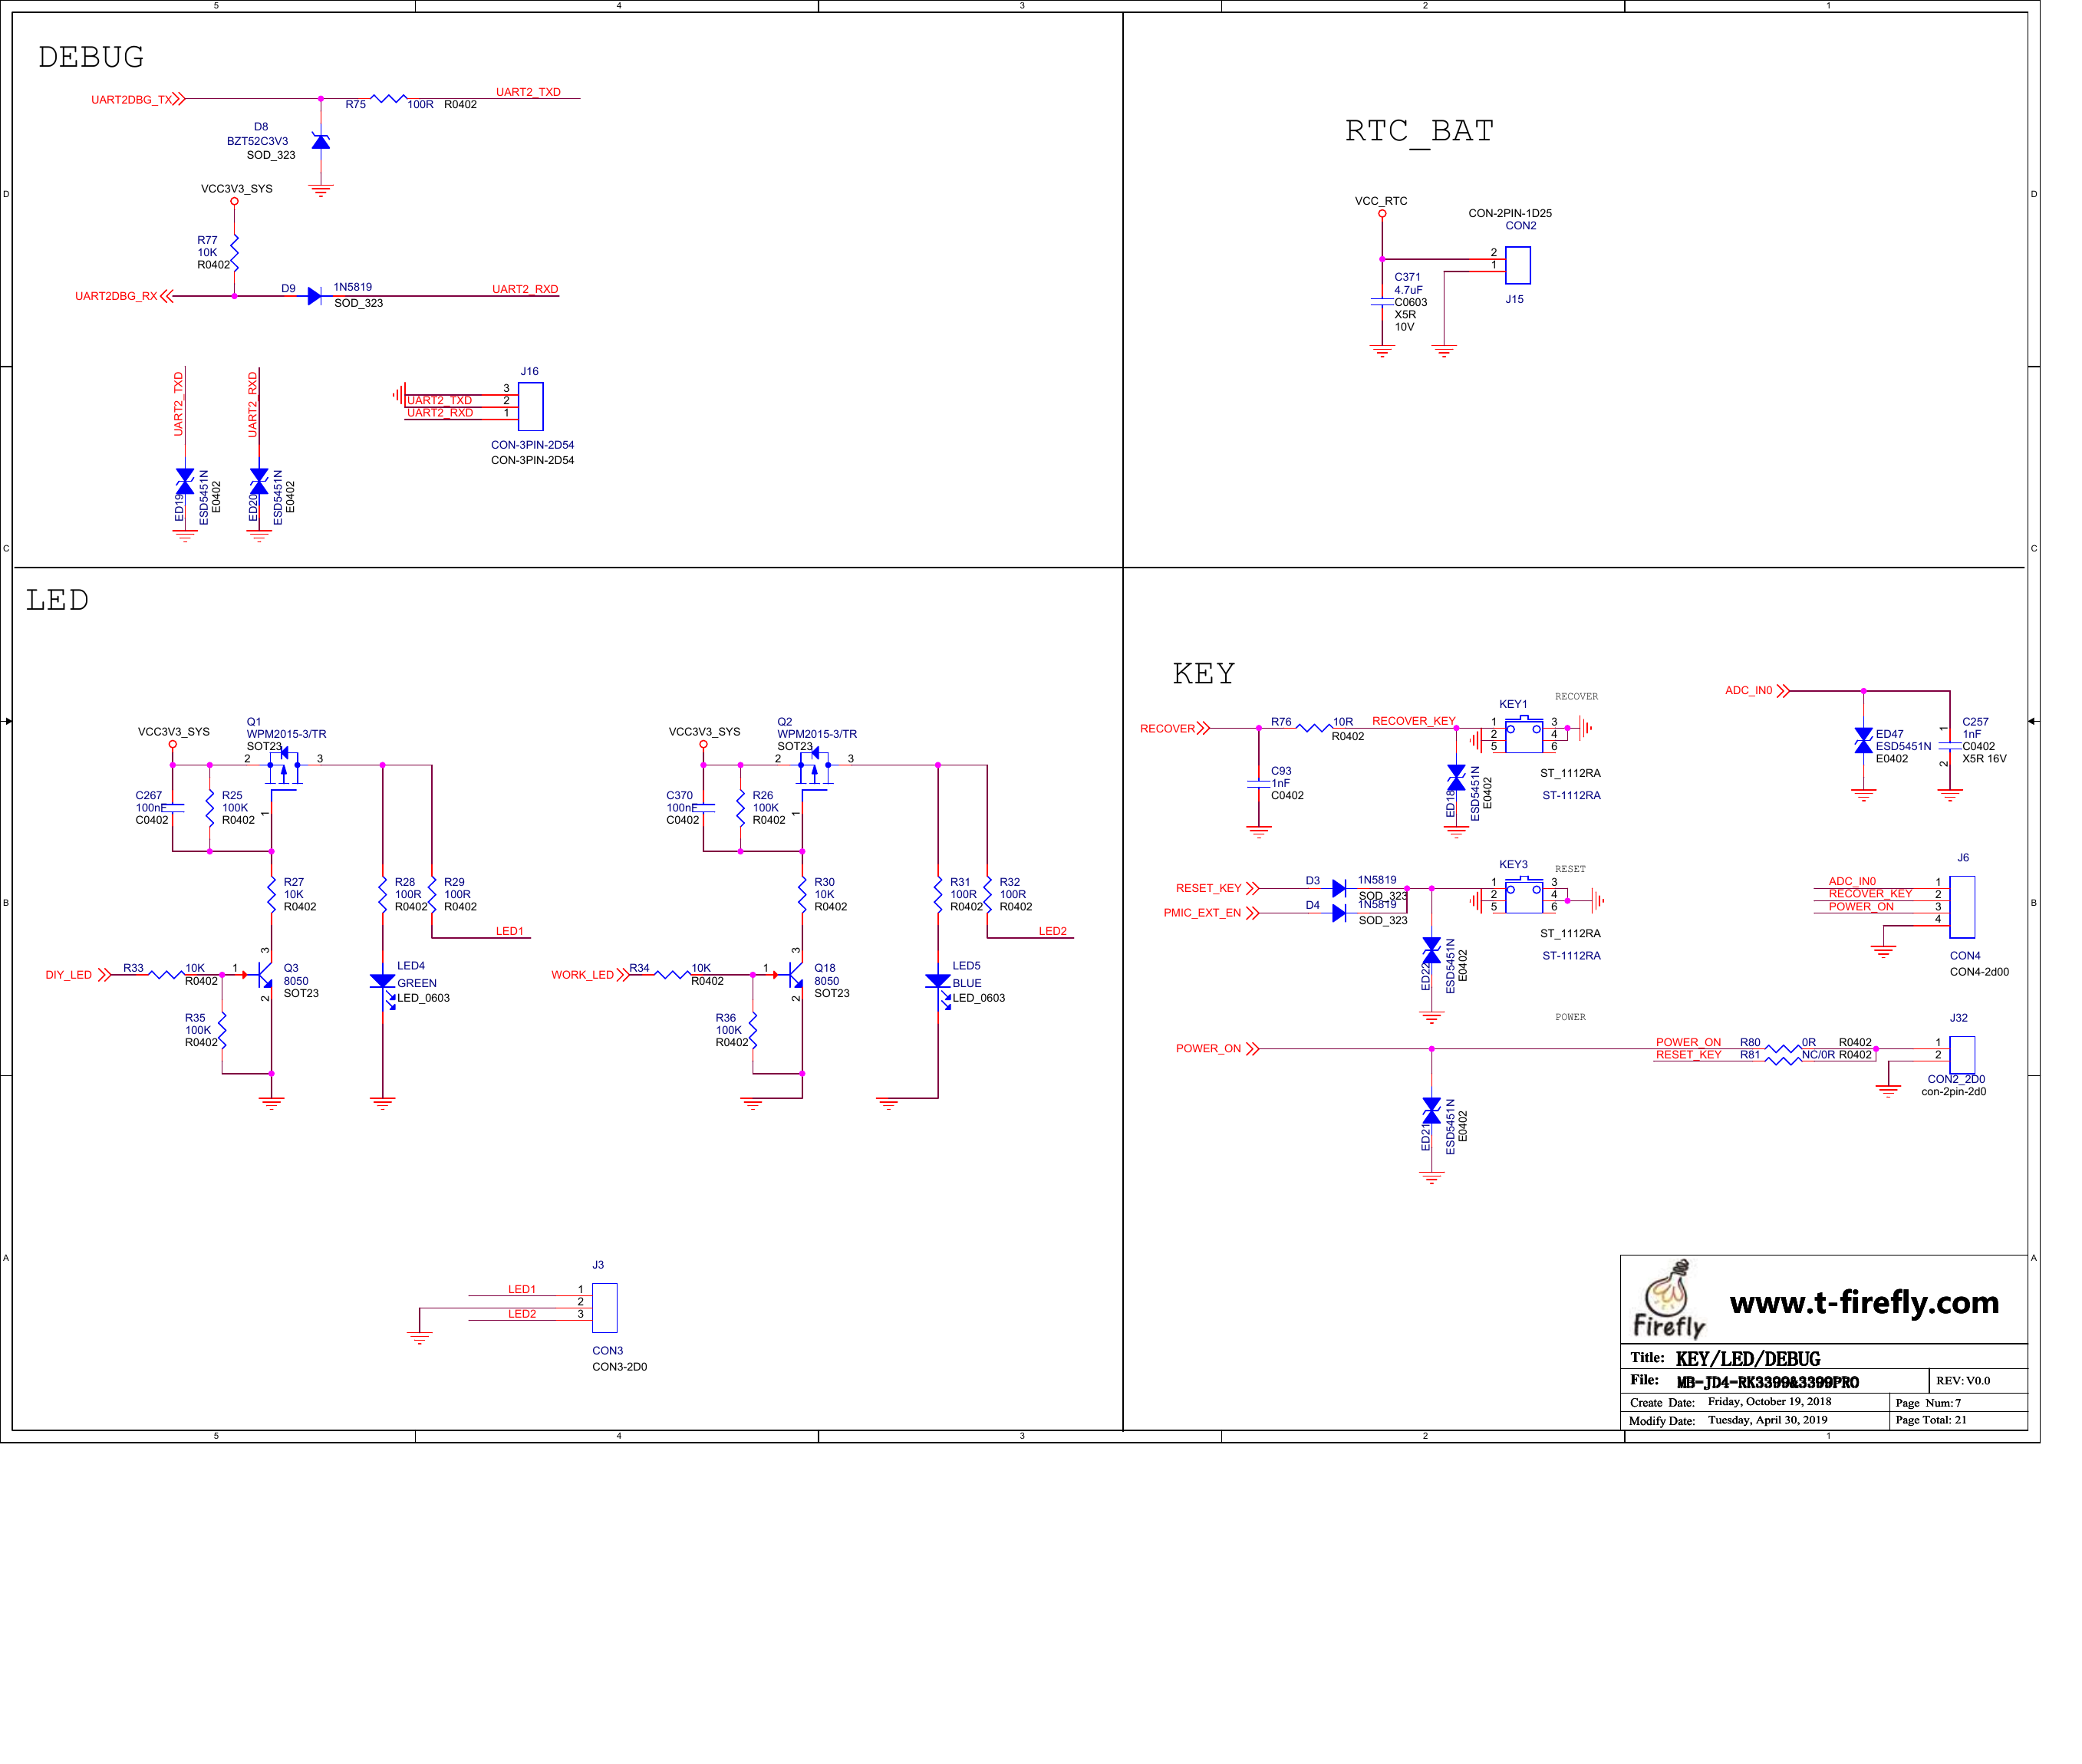 5 4 3 2 1
DEBUG
UART2DBG_TX
R75 100R R0402
UART2_TXD
D8
BZT52C3V3
SOD_323
VCC3V3_SYS
R77
10K
R0402
UART2DBG_RX
D9
1N5819
SOD_323
UART2_RXD
UART2_TXD
ED19
ESD5451N
E0402
UART2_RXD
ED20
ESD5451N
E0402
J16
3
UART2_TXD 2
UART2_RXD 1
CON-3PIN-2D54
CON-3PIN-2D54
RTC_BAT
VCC_RTC
CON-2PIN-1D25
CON2
2
1
J15
C371
4.7uF
C0603
X5R
10V
D
D
C
C
LED
VCC3V3_SYS
Q1
WPM2015-3/TR
SOT23
2 3
1
C267
100nF
C0402
R25
100K
R0402
R27
10K
R0402
R28
100R
R0402
R29
100R
R0402
LED1
DIY_LED
R33 10K
R0402
1
3
2
Q3
8050
SOT23
R35
100K
R0402
LED4
GREEN
LED_0603
VCC3V3_SYS
Q2
WPM2015-3/TR
SOT23
2 3
1
C370
100nF
C0402
R26
100K
R0402
R30
10K
R0402
R31
100R
R0402
R32
100R
R0402
LED2
WORK_LED
R34 10K
R0402
1
3
2
Q18
8050
SOT23
R36
100K
R0402
LED5
BLUE
LED_0603
J3
LED1 1
2
LED2 3
CON3
CON3-2D0
KEY
RECOVER
R76 10R
R0402
RECOVER_KEY
KEY1
RECOVER
1 3
2 4
5 6
ST_1112RA
ST-1112RA
C93
1nF
C0402
ED18
ESD5451N
E0402
ADC_IN0
ED47
ESD5451N
E0402
1
C257
1nF
C0402
X5R 16V
2
RESET_KEY
D3
1N5819
SOD_323
PMIC_EXT_EN
D4
1N5819
SOD_323
KEY3
RESET
1 3
2 4
5 6
ST_1112RA
ST-1112RA
ED22
ESD5451N
E0402
J6
ADC_IN0 1
RECOVER_KEY 2
POWER_ON 3
4
CON4
CON4-2d00
POWER
POWER_ON
ED21
ESD5451N
E0402
J32
POWER_ON R80 0R R0402 1
RESET_KEY R81 NC/0R R0402 2
CON2_2D0
con-2pin-2d0
B
B
A
A
Firefly
www.t-firefly.com
Title: KEY/LED/DEBUG
File: MB-JD4-RK3399&3399PRO
REV: V0.0
Create Date: Friday, October 19, 2018
Page Num: 7
Modify Date: Tuesday, April 30, 2019
Page Total: 21
5 4 3 2 1